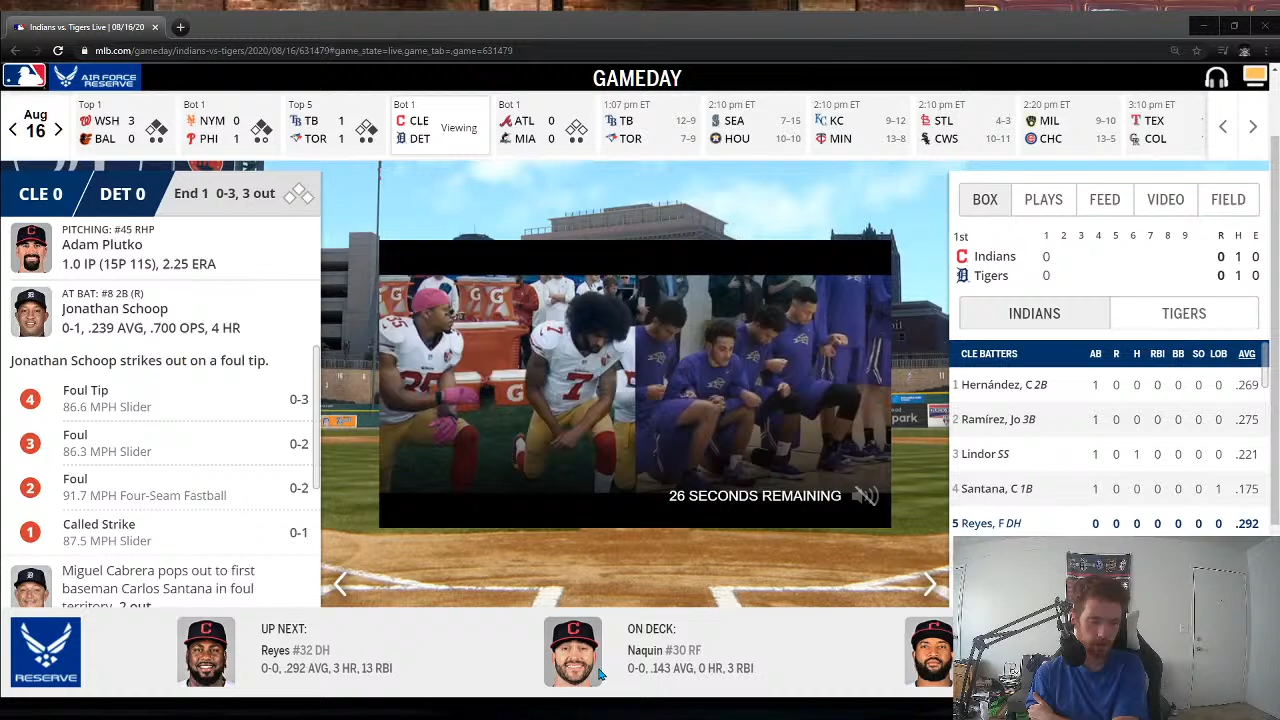 Indians vs. Tigers Live | 08/16/20
mlb.com/gameday/indians-vs-tigers/2020/08/16/631479#game_state=live,game_tab=,game=631479
AIR FORCE
RESERVE
GAMEDAY
Aug
16
Top 1
WSH 3
BAL 0
Bot 1
NYM 0
PHI 1
Top 5
TB 1
TOR 1
Bot 1
CLE
DET
Viewing
Bot 1
ATL 0
MIA 0
1:07 pm ET
TB 12-9
TOR 7-9
2:10 pm ET
SEA 7-15
HOU 10-10
2:10 pm ET
KC 9-12
MIN 13-8
2:10 pm ET
STL 4-3
CWS 10-11
2:20 pm ET
MIL 9-10
CHC 13-5
3:10 pm ET
TEX
COL
CLE 0
DET 0
End 1 0-3, 3 out
PITCHING: #45 RHP
Adam Plutko
1.0 IP (15P 11S), 2.25 ERA
AT BAT: #8 2B (R)
Jonathan Schoop
0-1, .239 AVG, .700 OPS, 4 HR
Jonathan Schoop strikes out on a foul tip.
4 Foul Tip 0-3
86.6 MPH Slider
3 Foul 0-2
86.3 MPH Slider
2 Foul 0-2
91.7 MPH Four-Seam Fastball
1 Called Strike 0-1
87.5 MPH Slider
Miguel Cabrera pops out to first
baseman Carlos Santana in foul
territory. 2 out
G G
35
7
26 SECONDS REMAINING
park
BOX PLAYS FEED VIDEO FIELD
1st 1 2 3 4 5 6 7 8 9 R H E
Indians 0 0 1 0
Tigers 0 0 1 0
INDIANS TIGERS
CLE BATTERS AB R H RBI BB SO LOB AVG
1 Hernández, C 2B 1 0 0 0 0 0 0 .269
2 Ramírez, Jo 3B 1 0 0 0 0 0 0 .275
3 Lindor SS 1 0 1 0 0 0 0 .221
4 Santana, C 1B 1 0 0 0 0 0 1 .175
5 Reyes, F DH 0 0 0 0 0 0 0 .292
RESERVE
UP NEXT:
Reyes #32 DH
0-0, .292 AVG, 3 HR, 13 RBI
ON DECK:
Naquin #30 RF
0-0, .143 AVG, 0 HR, 3 RBI